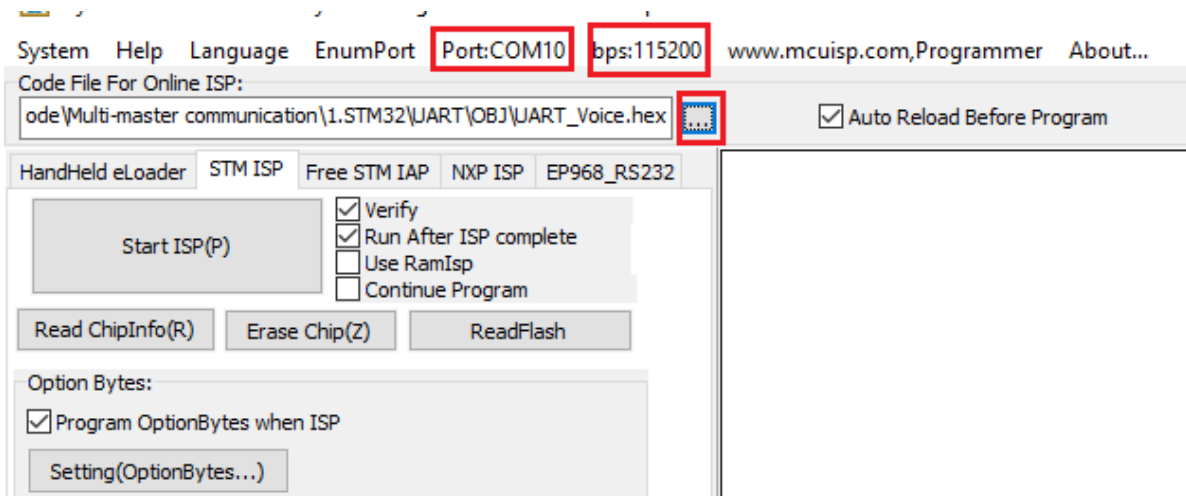 System Help Language EnumPort Port:COM10 bps:115200 www.mcuisp.com,Programmer About...
Code File For Online ISP:
ode\Multi-master communication\1.STM32\UART\OBJ\UART_Voice.hex ... Auto Reload Before Program
HandHeld eLoader STM ISP Free STM IAP NXP ISP EP968_RS232
Start ISP(P)
Verify
Run After ISP complete
Use RamIsp
Continue Program
Read ChipInfo(R) Erase Chip(Z) ReadFlash
Option Bytes:
Program OptionBytes when ISP
Setting(OptionBytes...)